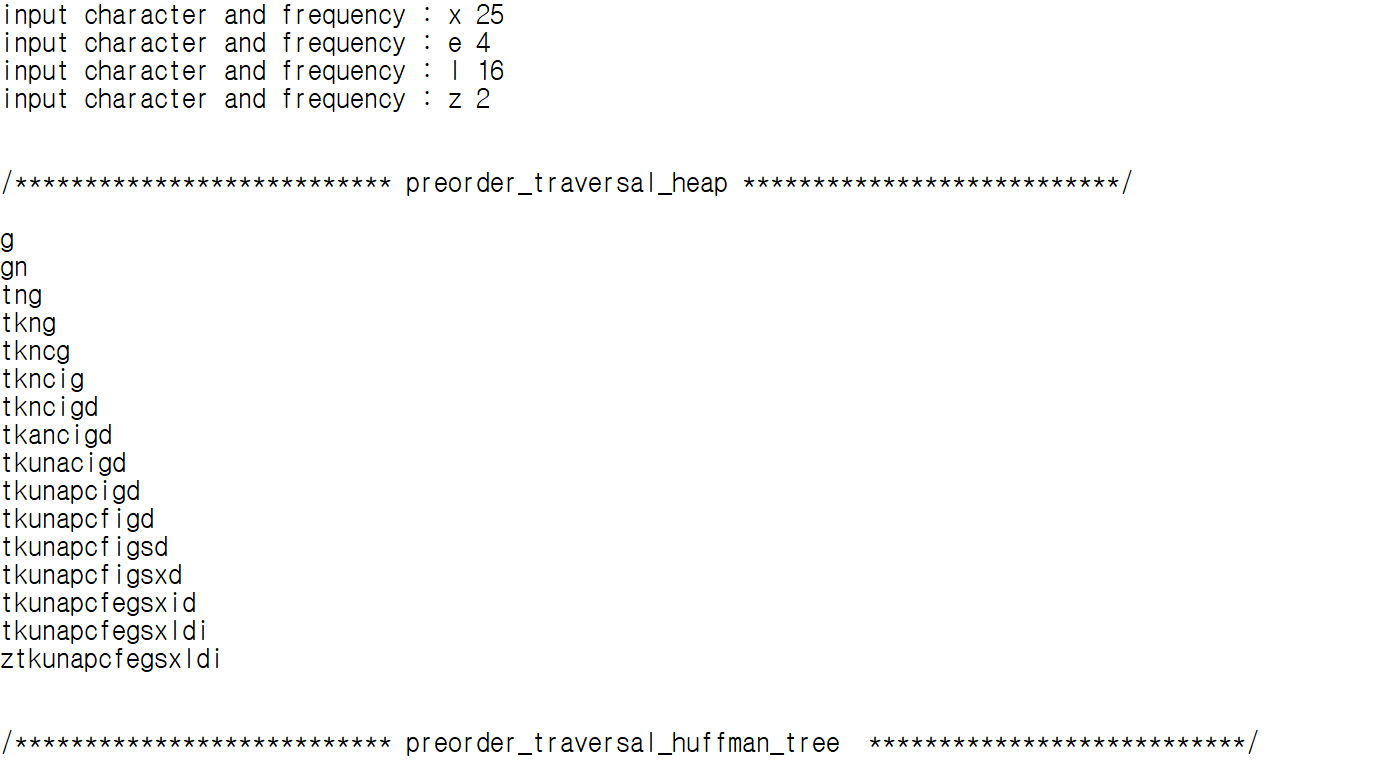 input character and frequency : x 25
input character and frequency : e 4
input character and frequency : l 16
input character and frequency : z 2
/*************************** preorder_traversal_heap ***************************/
g
gn
tng
tkng
tkncg
tkncig
tkncigd
tkancigd
tkunacigd
tkunapcigd
tkunapcfigd
tkunapcfigsd
tkunapcfigsxd
tkunapcfegsxid
tkunapcfegsxldi
ztkunapcfegsxldi
/*************************** preorder_traversal_huffman_tree  ***************************/